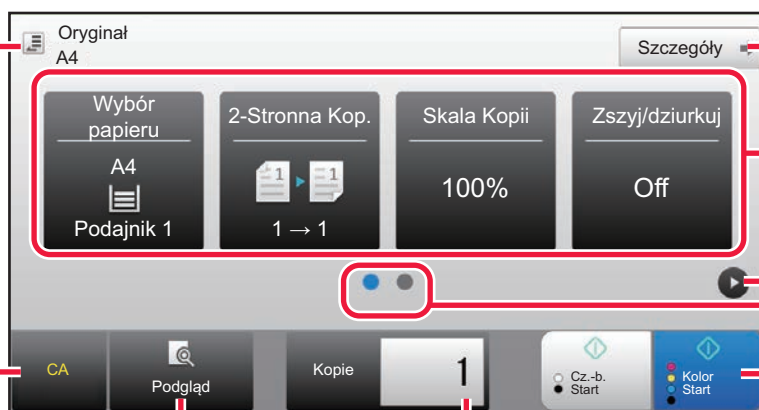 Oryginał
A4
Szczegóły
Wybór
papieru
A4
Podajnik 1
2-Stronna Kop.
1 1
1 → 1
Skala Kopii
100%
Zszyj/dziurkuj
Off
CA
Podgląd
Kopie
1
Cz.-b.
Start
Kolor
Start